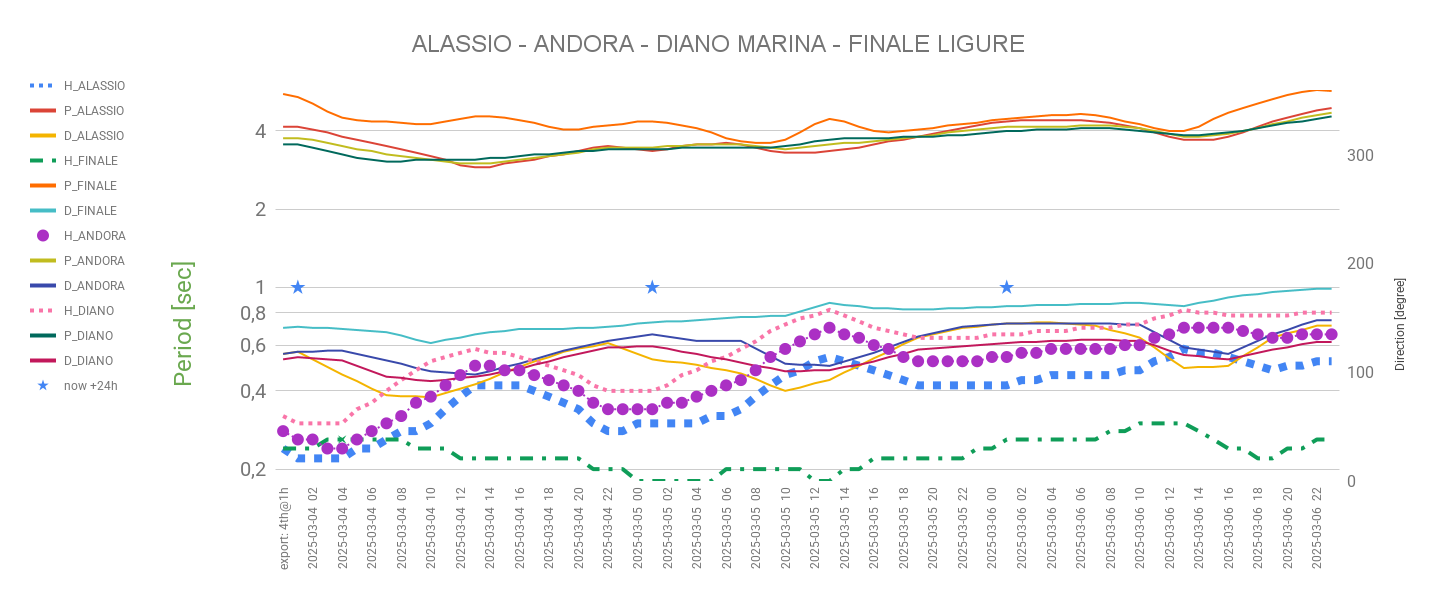 ALASSIO - ANDORA - DIANO MARINA - FINALE LIGURE
H_ALASSIO
P_ALASSIO
D_ALASSIO
H_FINALE
P_FINALE
D_FINALE
H_ANDORA
P_ANDORA
D_ANDORA
H_DIANO
P_DIANO
D_DIANO
now +24h
Period [sec]
4
2
1
0,8
0,6
0,4
0,2
300
200
100
0
Direction [degree]
export: 4th@1h
2025-03-04 02
2025-03-04 04
2025-03-04 06
2025-03-04 08
2025-03-04 10
2025-03-04 12
2025-03-04 14
2025-03-04 16
2025-03-04 18
2025-03-04 20
2025-03-04 22
2025-03-05 00
2025-03-05 02
2025-03-05 04
2025-03-05 06
2025-03-05 08
2025-03-05 10
2025-03-05 12
2025-03-05 14
2025-03-05 16
2025-03-05 18
2025-03-05 20
2025-03-05 22
2025-03-06 00
2025-03-06 02
2025-03-06 04
2025-03-06 06
2025-03-06 08
2025-03-06 10
2025-03-06 12
2025-03-06 14
2025-03-06 16
2025-03-06 18
2025-03-06 20
2025-03-06 22